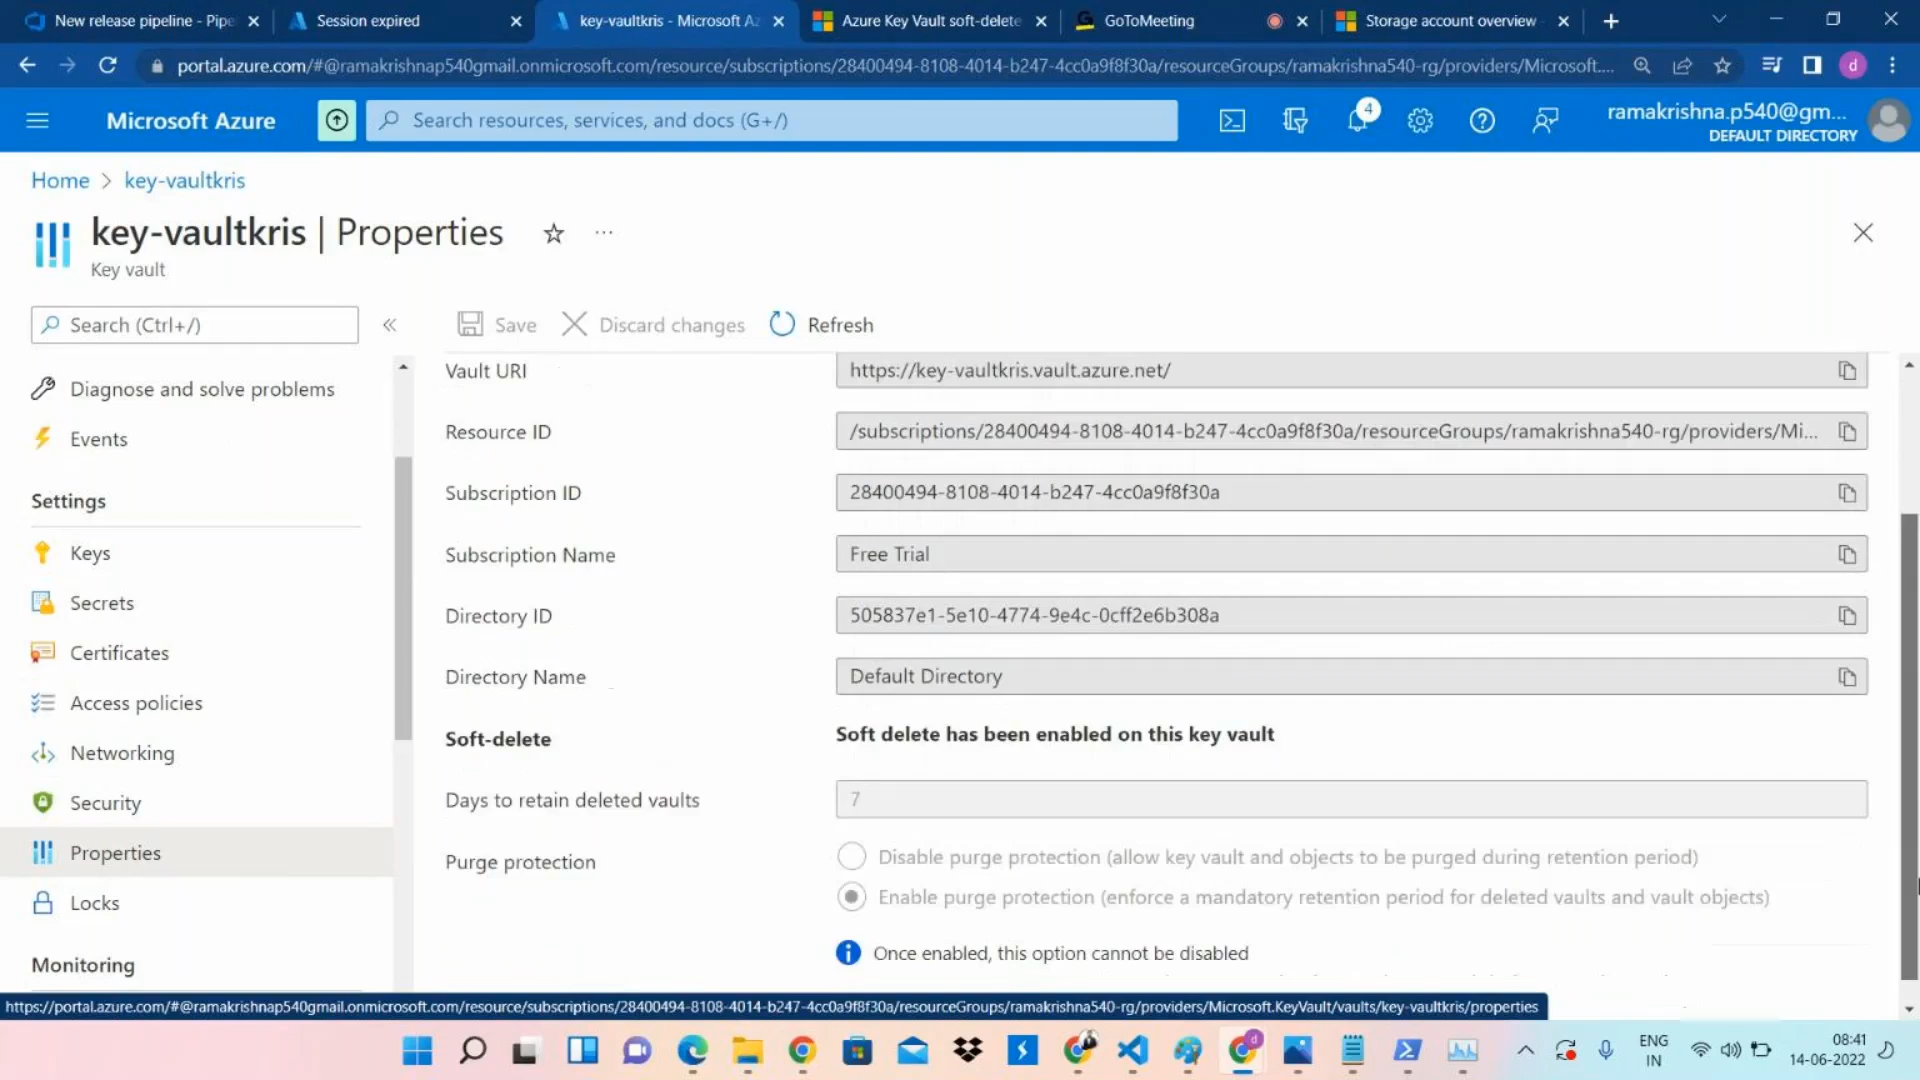 New release pipeline - Pipe
Session expired
key-vaultkris - Microsoft Az
Azure Key Vault soft-delete
GoToMeeting
Storage account overview
portal.azure.com/#@ramakrishnap540gmail.onmicrosoft.com/resource/subscriptions/28400494-8108-4014-b247-4cc0a9f8f30a/resourceGroups/ramakrishna540-rg/providers/Microsoft....
d
Microsoft Azure
Search resources, services, and docs (G+/)
4
ramakrishna.p540@gm...
DEFAULT DIRECTORY
Home > key-vaultkris
key-vaultkris | Properties
Key vault
Search (Ctrl+/)
Save
Discard changes
Refresh
Diagnose and solve problems
Events
Settings
Keys
Secrets
Certificates
Access policies
Networking
Security
Properties
Locks
Monitoring
Vault URI
https://key-vaultkris.vault.azure.net/
Resource ID
/subscriptions/28400494-8108-4014-b247-4cc0a9f8f30a/resourceGroups/ramakrishna540-rg/providers/Mi...
Subscription ID
28400494-8108-4014-b247-4cc0a9f8f30a
Subscription Name
Free Trial
Directory ID
505837e1-5e10-4774-9e4c-0cff2e6b308a
Directory Name
Default Directory
Soft-delete
Soft delete has been enabled on this key vault
Days to retain deleted vaults
7
Purge protection
Disable purge protection (allow key vault and objects to be purged during retention period)
Enable purge protection (enforce a mandatory retention period for deleted vaults and vault objects)
Once enabled, this option cannot be disabled
https://portal.azure.com/#@ramakrishnap540gmail.onmicrosoft.com/resource/subscriptions/28400494-8108-4014-b247-4cc0a9f8f30a/resourceGroups/ramakrishna540-rg/providers/Microsoft.KeyVault/vaults/key-vaultkris/properties
d
ENG
IN
08:41
14-06-2022